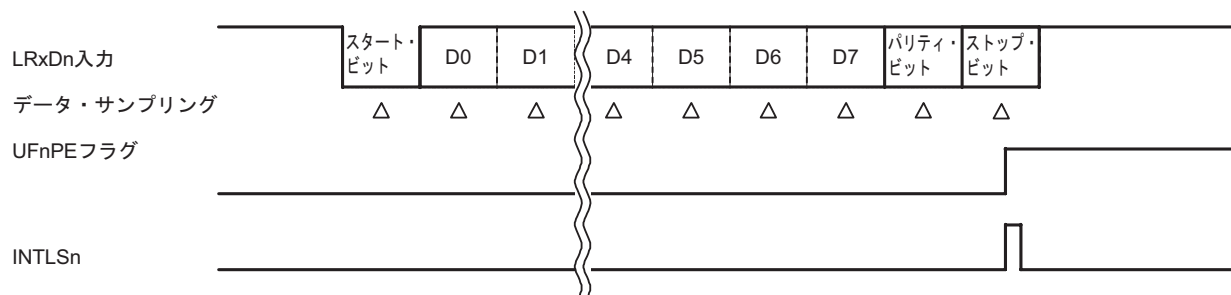 LRxDn入力
スタート・
ビット
D0
D1
D4
D5
D6
D7
パリティ・
ビット
ストップ・
ビット
データ・サンプリング
UFnPEフラグ
INTLSn